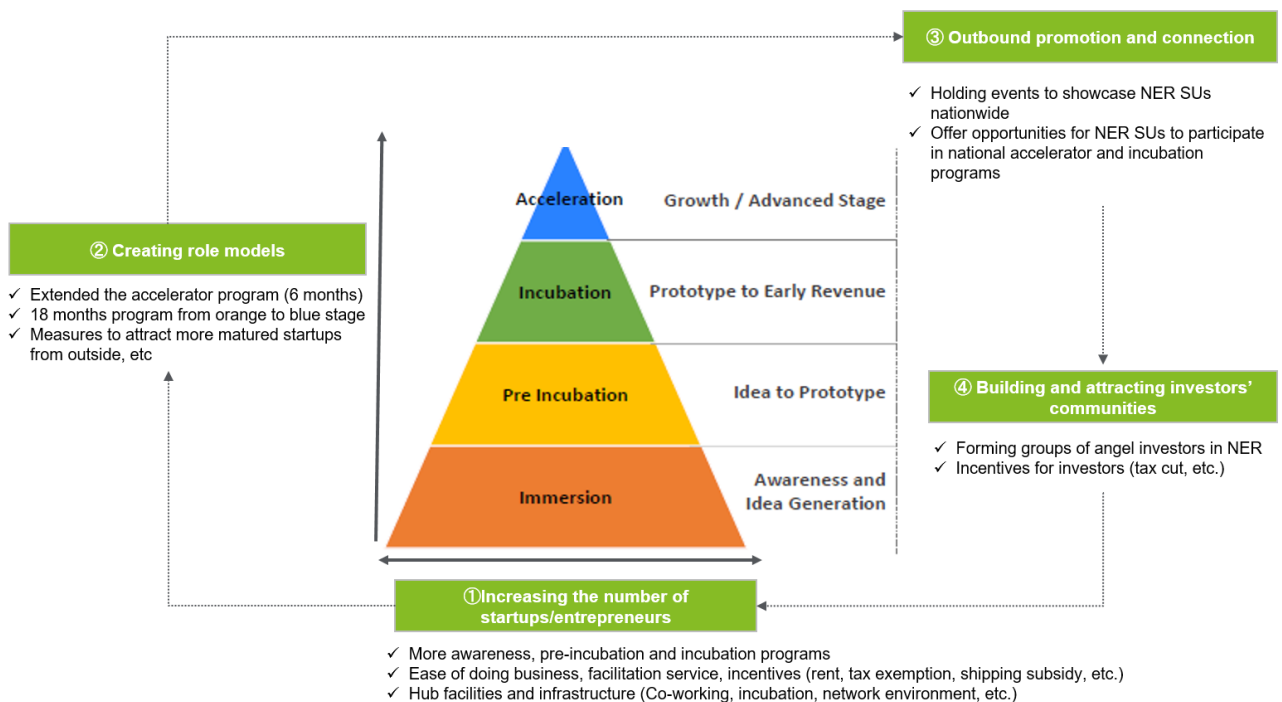 ③ Outbound promotion and connection
✓ Holding events to showcase NER SUs
nationwide
✓ Offer opportunities for NER SUs to participate
in national accelerator and incubation
programs
② Creating role models
✓ Extended the accelerator program (6 months)
✓ 18 months program from orange to blue stage
✓ Measures to attract more matured startups
from outside, etc
Acceleration
Growth / Advanced Stage
Incubation
Prototype to Early Revenue
Pre Incubation
Idea to Prototype
Immersion
Awareness and
Idea Generation
④ Building and attracting investors’
communities
✓ Forming groups of angel investors in NER
✓ Incentives for investors (tax cut, etc.)
①Increasing the number of
startups/entrepreneurs
✓ More awareness, pre-incubation and incubation programs
✓ Ease of doing business, facilitation service, incentives (rent, tax exemption, shipping subsidy, etc.)
✓ Hub facilities and infrastructure (Co-working, incubation, network environment, etc.)